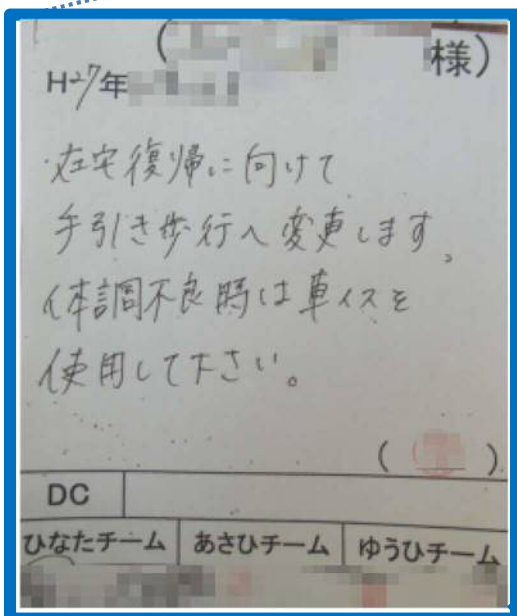 ( 様)
H27年
・在宅復帰に向けて
手引き歩行へ変更します。
体調不良時は車イスを
使用して下さい。
( )
DC
ひなたチーム あさひチーム ゆうひチーム